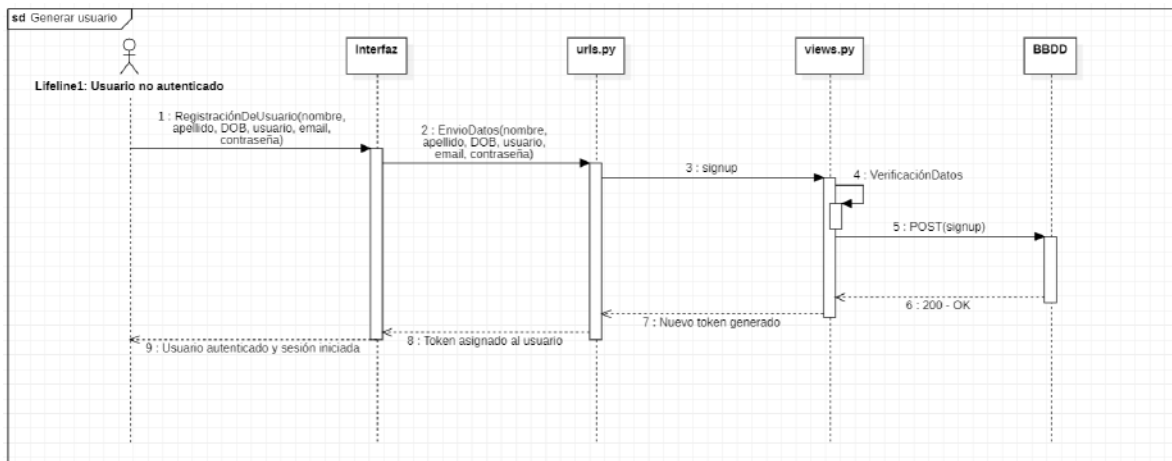 sd Generar usuario
Interfaz
urls.py
views.py
BBDD
Lifeline1: Usuario no autenticado
1 : RegistraciónDeUsuario(nombre,
apellido, DOB, usuario, email,
contraseña)
2 : EnvioDatos(nombre,
apellido, DOB, usuario,
email, contraseña)
3 : signup
4 : VerificaciónDatos
5 : POST(signup)
6 : 200 - OK
7 : Nuevo token generado
8 : Token asignado al usuario
9 : Usuario autenticado y sesión iniciada